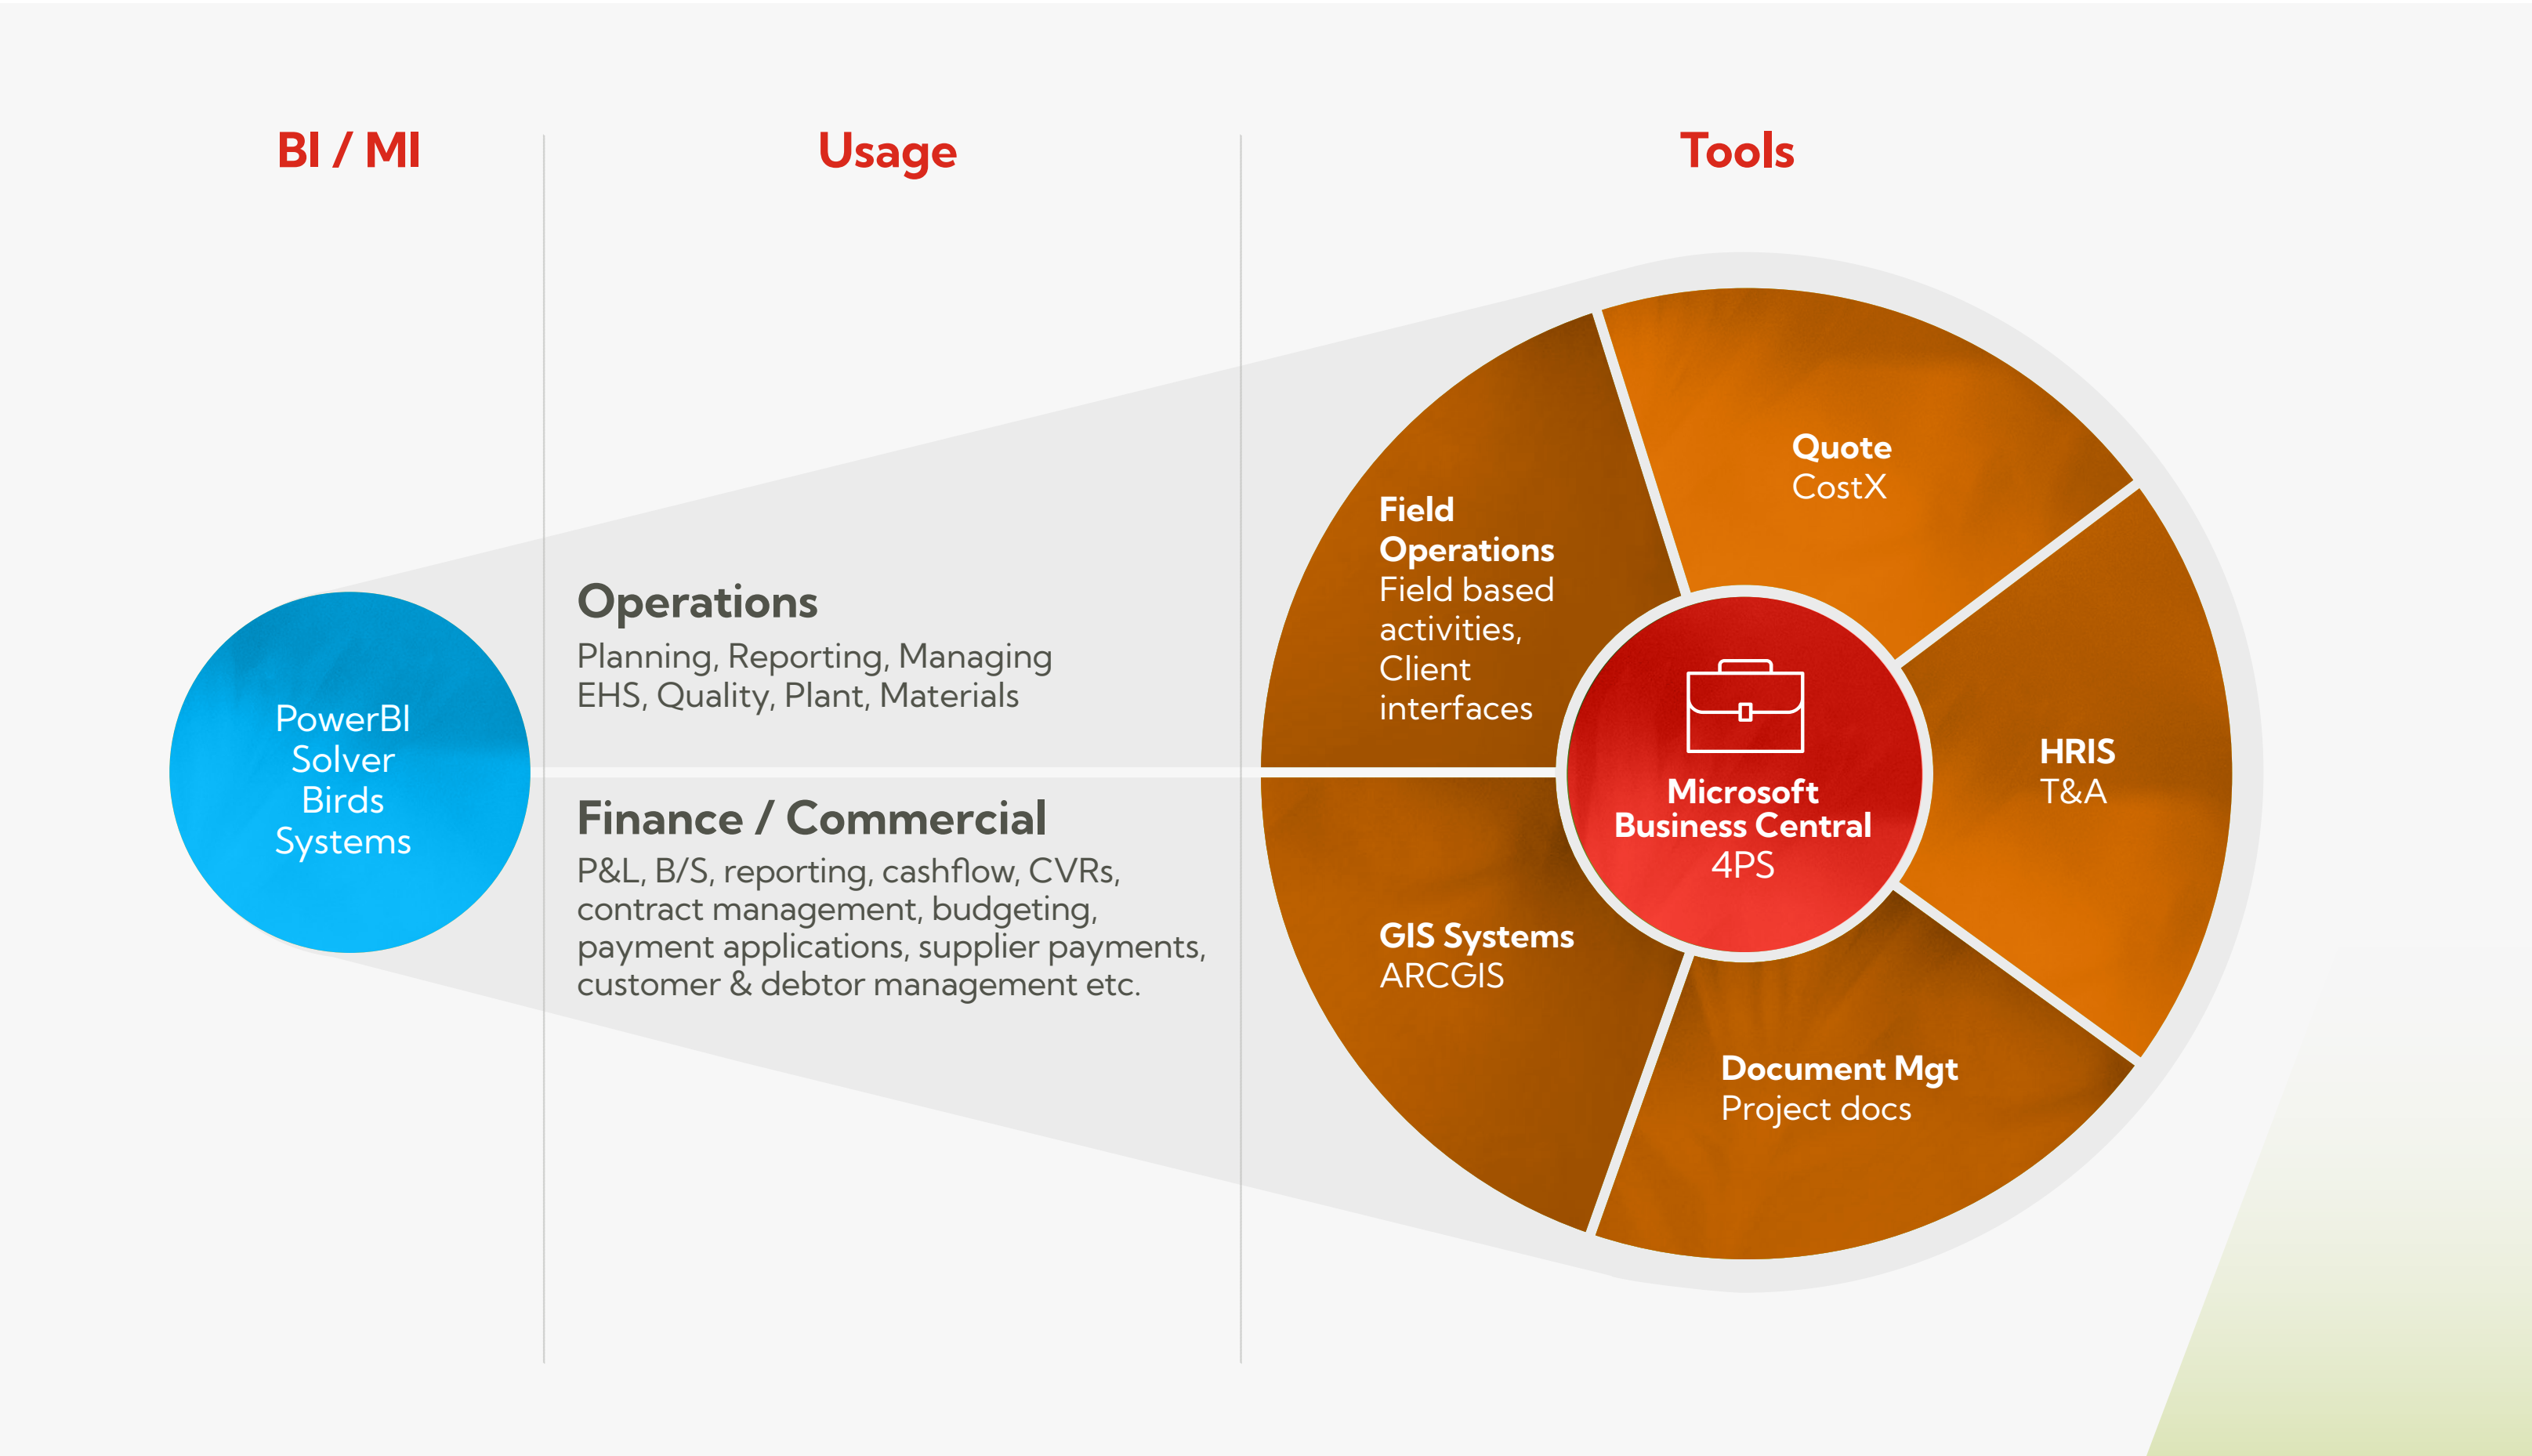 BI / MI
Usage
Tools
PowerBI
Solver
Birds
Systems
Operations
Planning, Reporting, Managing
EHS, Quality, Plant, Materials
Finance / Commercial
P&L, B/S, reporting, cashflow, CVRs,
contract management, budgeting,
payment applications, supplier payments,
customer & debtor management etc.
Field
Operations
Field based
activities,
Client
interfaces
Quote
CostX
HRIS
T&A
Document Mgt
Project docs
GIS Systems
ARCGIS
Microsoft
Business Central
4PS